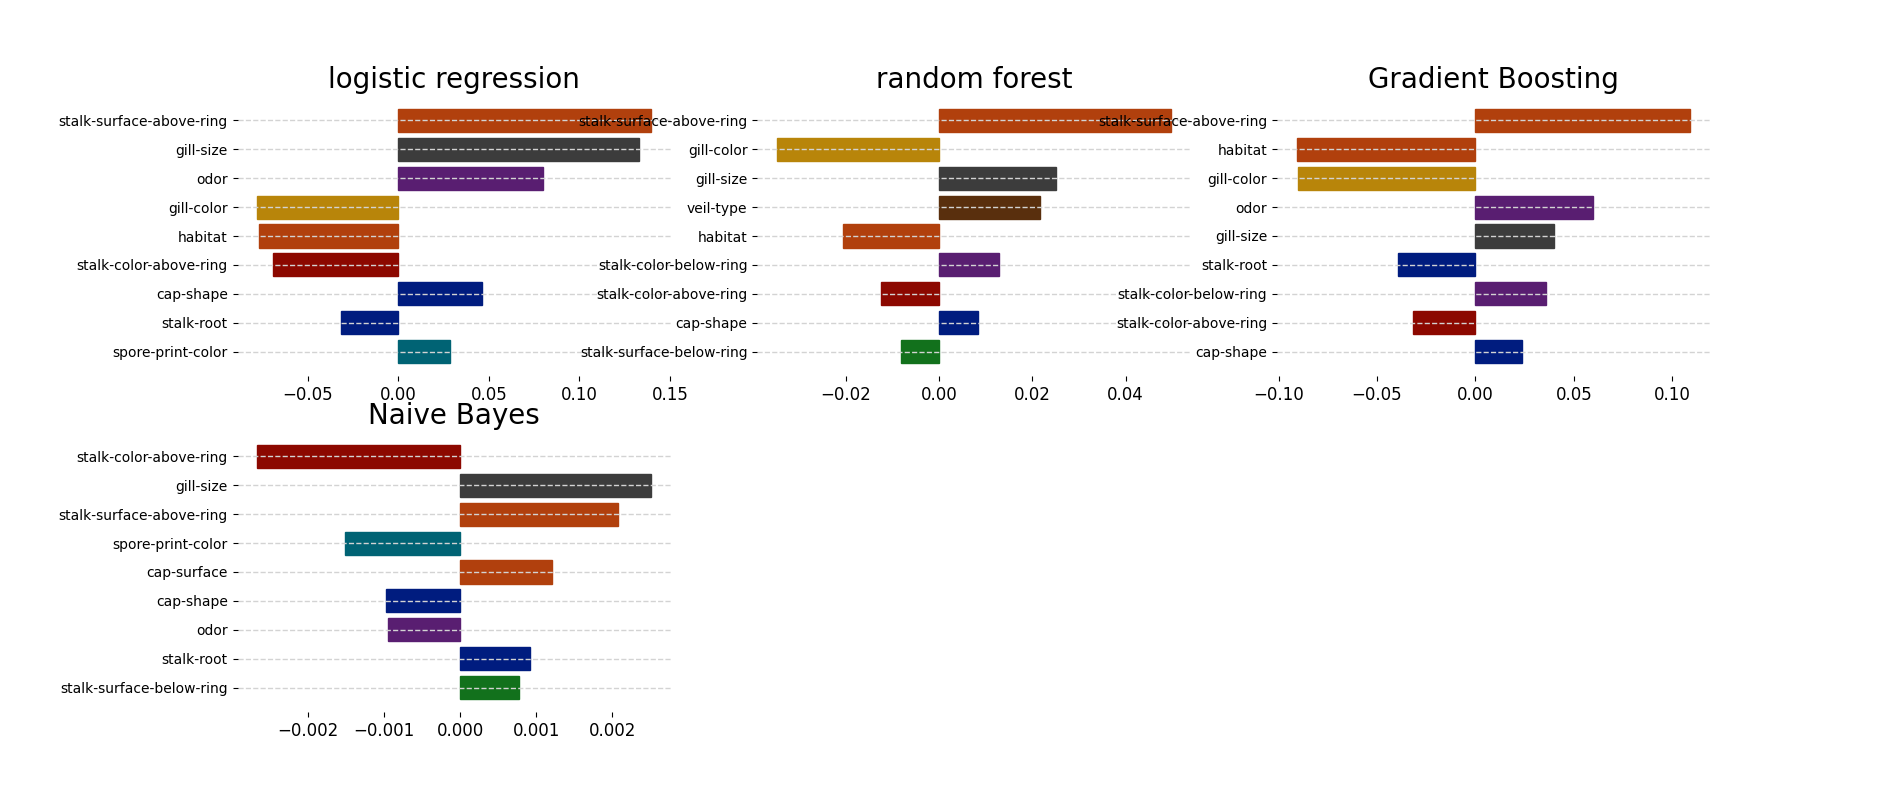 logistic regression
stalk-surface-above-ring
gill-size
odor
gill-color
habitat
stalk-color-above-ring
cap-shape
stalk-root
spore-print-color
−0.05 0.00 0.05 0.10 0.15
random forest
stalk-surface-above-ring
gill-color
gill-size
veil-type
habitat
stalk-color-below-ring
stalk-color-above-ring
cap-shape
stalk-surface-below-ring
−0.02 0.00 0.02 0.04
Gradient Boosting
stalk-surface-above-ring
habitat
gill-color
odor
gill-size
stalk-root
stalk-color-below-ring
stalk-color-above-ring
cap-shape
−0.10 −0.05 0.00 0.05 0.10
Naive Bayes
stalk-color-above-ring
gill-size
stalk-surface-above-ring
spore-print-color
cap-surface
cap-shape
odor
stalk-root
stalk-surface-below-ring
−0.002 −0.001 0.000 0.001 0.002